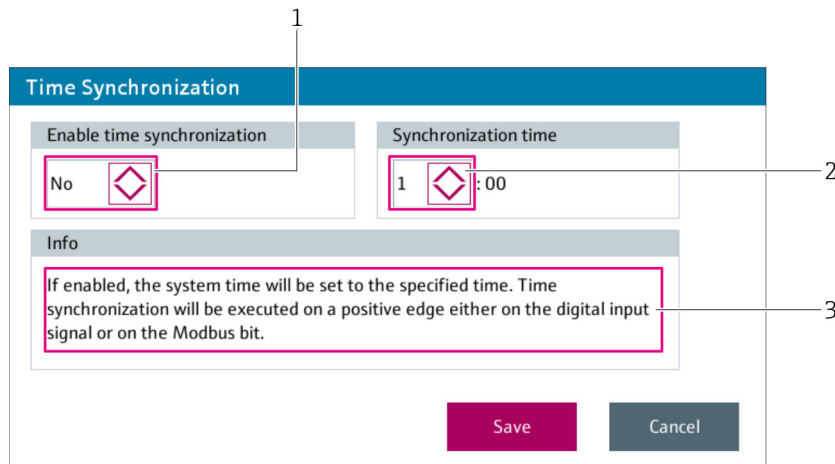 1
Time Synchronization
Enable time synchronization
Synchronization time
No
1 : 00
2
Info
If enabled, the system time will be set to the specified time. Time
synchronization will be executed on a positive edge either on the digital input
signal or on the Modbus bit.
3
Save
Cancel